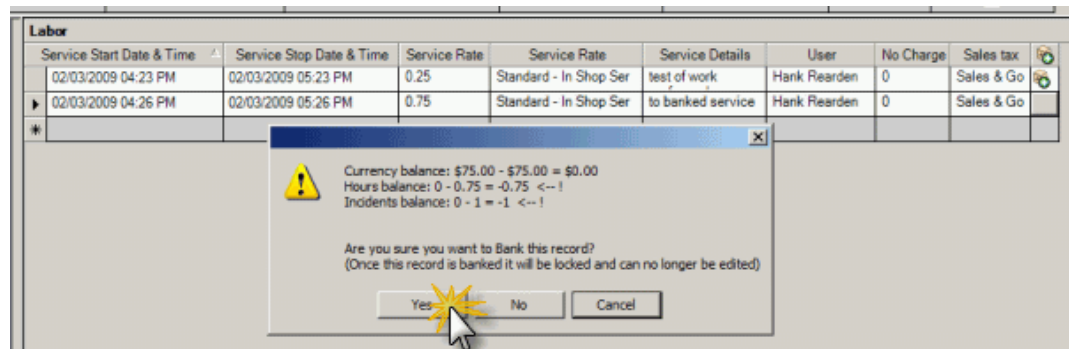 Labor
Service Start Date & Time Service Stop Date & Time Service Rate Service Rate Service Details User No Charge Sales tax
02/03/2009 04:23 PM 02/03/2009 05:23 PM 0.25 Standard - In Shop Ser test of work Hank Rearden 0 Sales & Go
02/03/2009 04:26 PM 02/03/2009 05:26 PM 0.75 Standard - In Shop Ser to banked service Hank Rearden 0 Sales & Go
Currency balance: $75.00 - $75.00 = $0.00
Hours balance: 0 - 0.75 = -0.75 <-- !
Incidents balance: 0 - 1 = -1 <-- !
Are you sure you want to Bank this record?
(Once this record is banked it will be locked and can no longer be edited)
Yes No Cancel